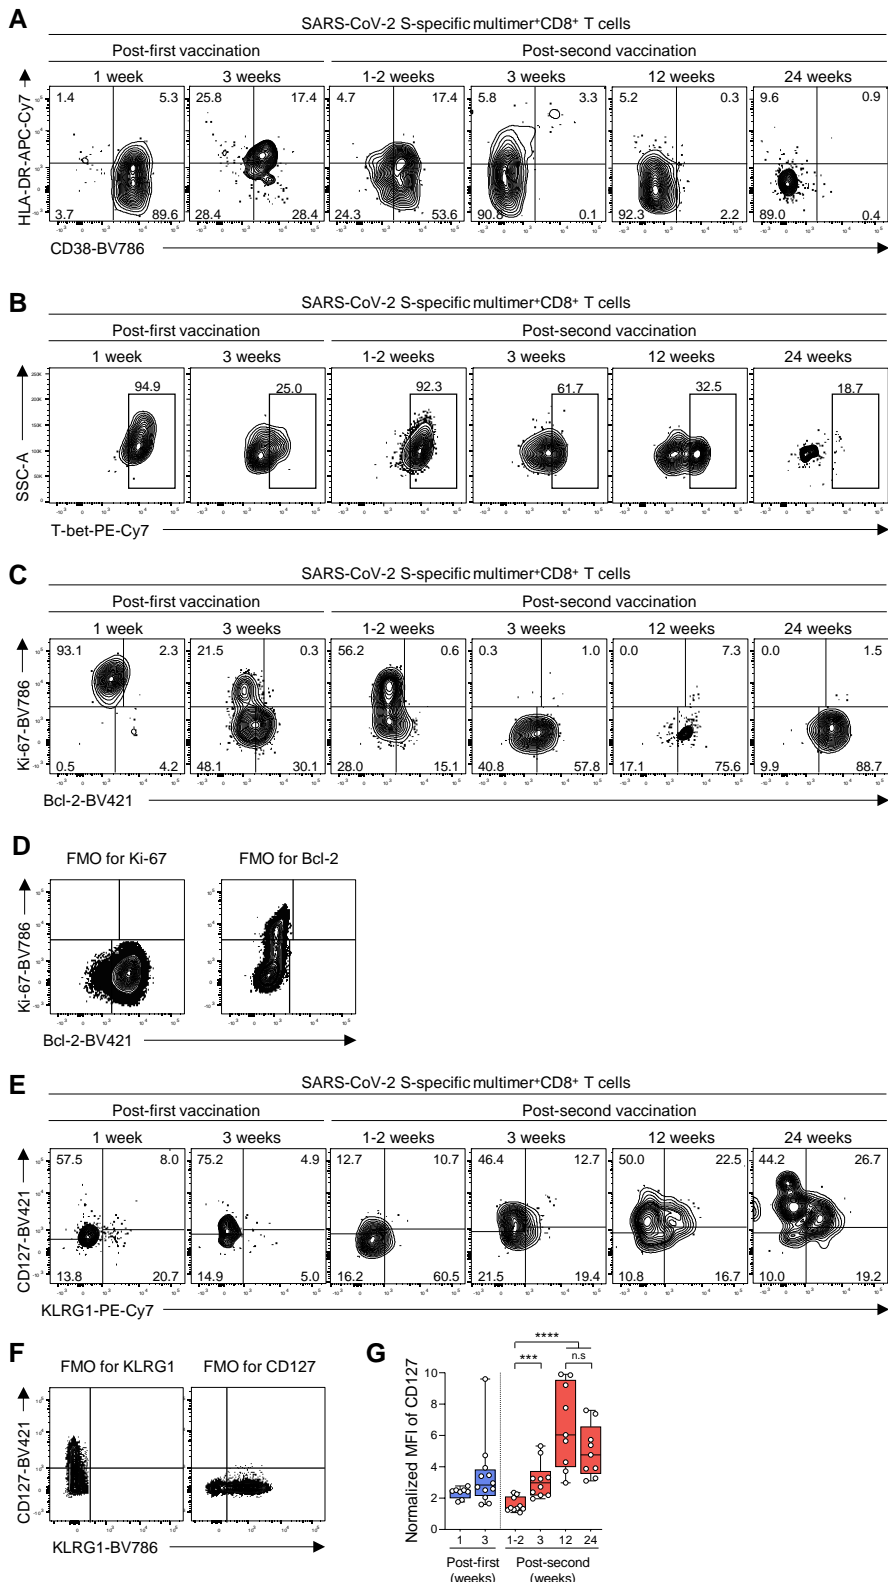 A
SARS-CoV-2 S-specific multimer⁺CD8⁺ T cells
Post-first vaccination Post-second vaccination
1 week 3 weeks 1-2 weeks 3 weeks 12 weeks 24 weeks
1.4 5.3 25.8 17.4 4.7 17.4 5.8 3.3 5.2 0.3 9.6 0.9
3.7 89.6 28.4 28.4 24.3 53.6 90.8 0.1 92.3 2.2 89.0 0.4
HLA-DR-APC-Cy7
CD38-BV786
B
SARS-CoV-2 S-specific multimer⁺CD8⁺ T cells
Post-first vaccination Post-second vaccination
1 week 3 weeks 1-2 weeks 3 weeks 12 weeks 24 weeks
94.9 25.0 92.3 61.7 32.5 18.7
SSC-A
T-bet-PE-Cy7
C
SARS-CoV-2 S-specific multimer⁺CD8⁺ T cells
Post-first vaccination Post-second vaccination
1 week 3 weeks 1-2 weeks 3 weeks 12 weeks 24 weeks
93.1 2.3 21.5 0.3 56.2 0.6 0.3 1.0 0.0 7.3 0.0 1.5
0.5 4.2 48.1 30.1 28.0 15.1 40.8 57.8 17.1 75.6 9.9 88.7
Ki-67-BV786
Bcl-2-BV421
D
FMO for Ki-67 FMO for Bcl-2
Ki-67-BV786
Bcl-2-BV421
E
SARS-CoV-2 S-specific multimer⁺CD8⁺ T cells
Post-first vaccination Post-second vaccination
1 week 3 weeks 1-2 weeks 3 weeks 12 weeks 24 weeks
57.5 8.0 75.2 4.9 12.7 10.7 46.4 12.7 50.0 22.5 44.2 26.7
13.8 20.7 14.9 5.0 16.2 60.5 21.5 19.4 10.8 16.7 10.0 19.2
CD127-BV421
KLRG1-PE-Cy7
F
FMO for KLRG1 FMO for CD127
CD127-BV421
KLRG1-BV786
G
****
*** n.s
Normalized MFI of CD127
10
8
6
4
2
0
1 3 1-2 3 12 24
Post-first Post-second
(weeks) (weeks)